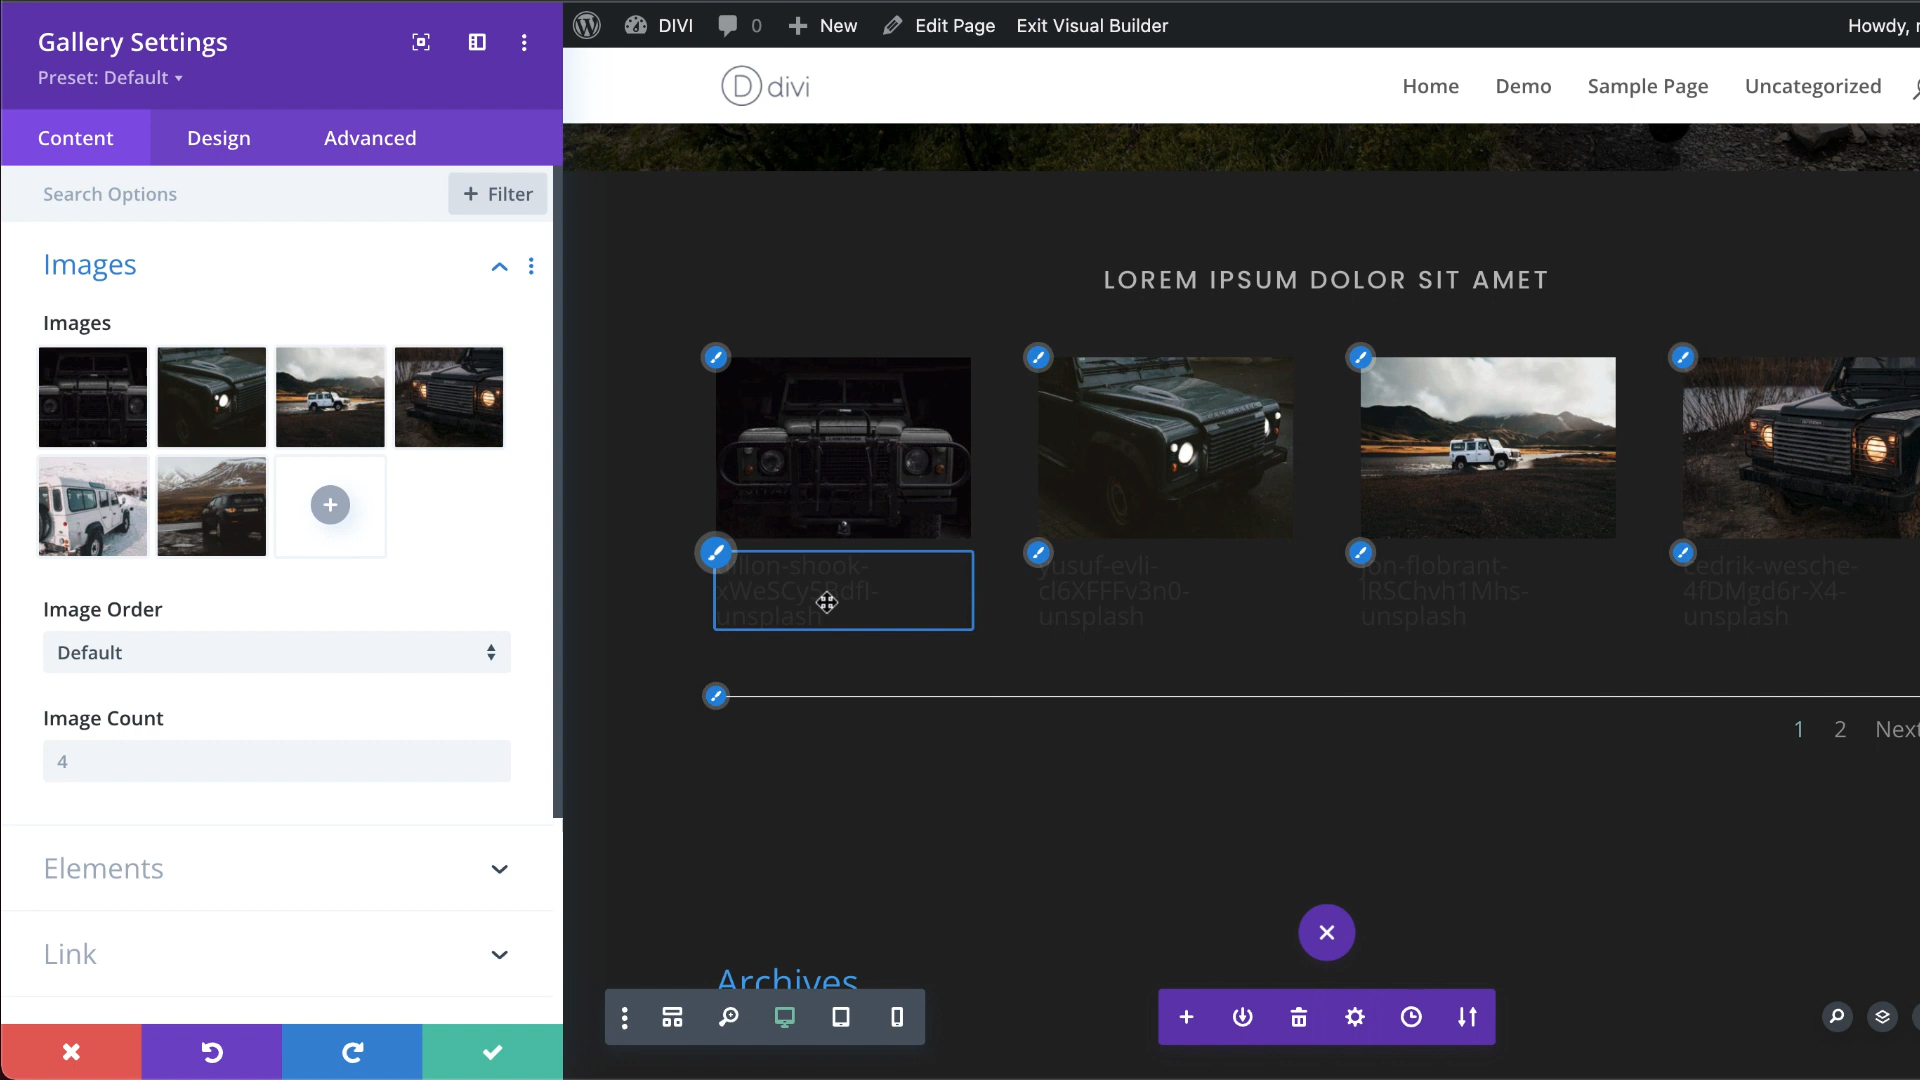 Gallery Settings
Preset: Default
Content
Design
Advanced
Search Options
+ Filter
Images
Images
Image Order
Default
Image Count
4
Elements
Link
DIVI
0
New
Edit Page
Exit Visual Builder
Howdy,
D divi
Home
Demo
Sample Page
Uncategorized
LOREM IPSUM DOLOR SIT AMET
unsplash
yusuf-evli-
cl6XFFFv3n0-
unsplash
jon-flobrant-
lRSChvh1Mhs-
unsplash
cedrik-wesche-
4fDMgd6r-X4-
unsplash
1
2
Next
Archives